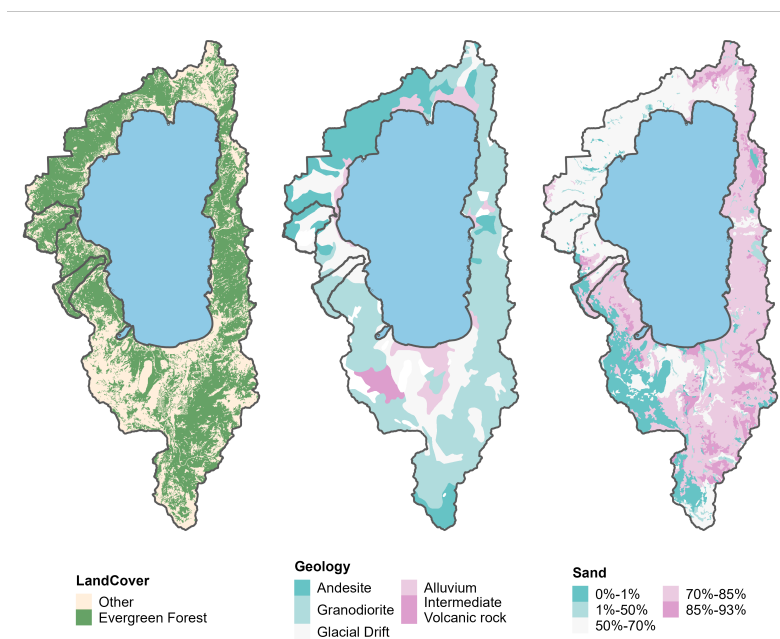 LandCover
Other
Evergreen Forest
Geology
Andesite
Granodiorite
Glacial Drift
Alluvium
Intermediate
Volcanic rock
Sand
0%-1%
1%-50%
50%-70%
70%-85%
85%-93%